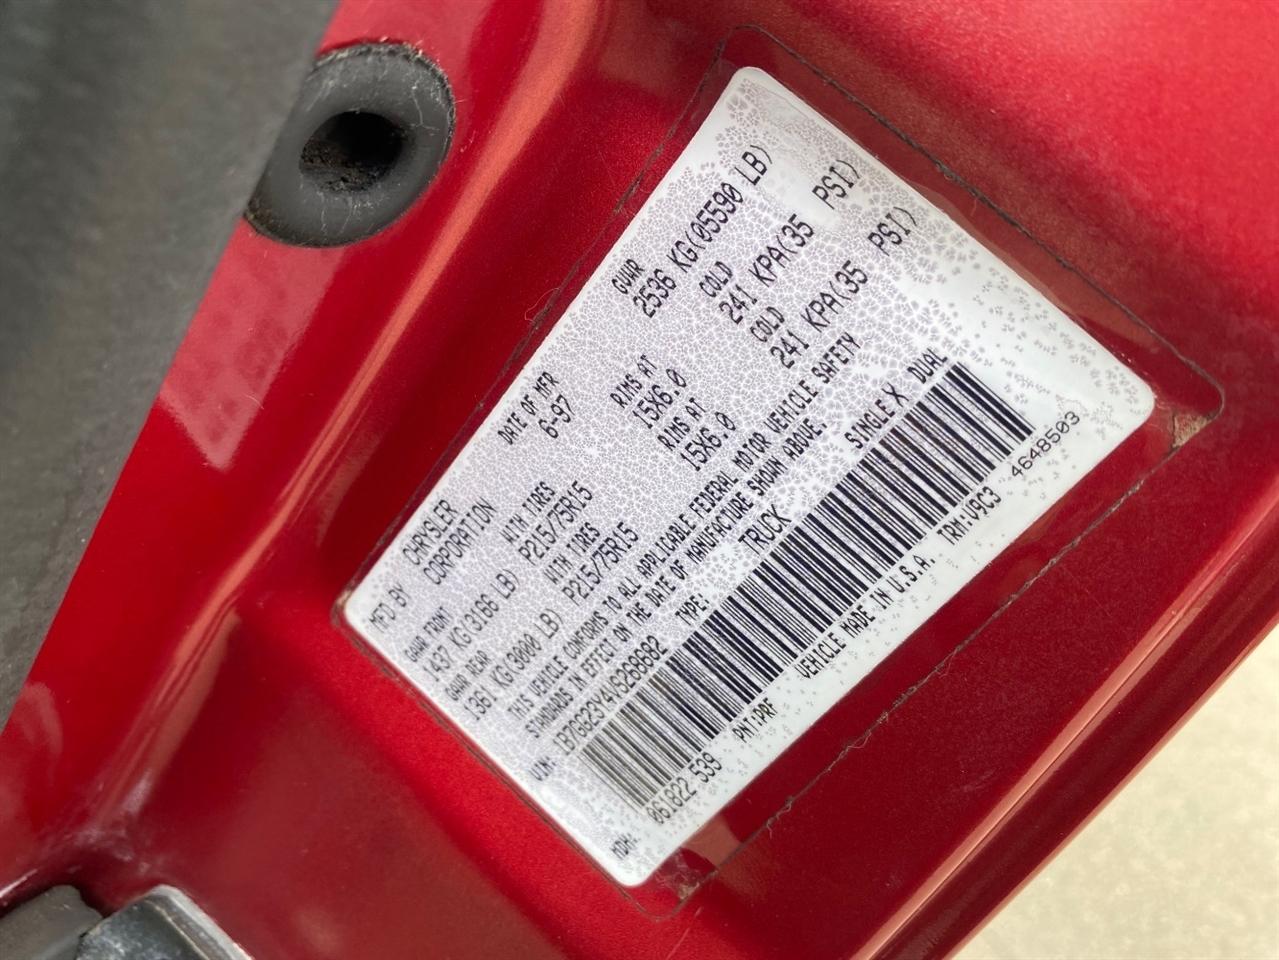 MFD BY CHRYSLER CORPORATION DATE OF MFR 6-97 GVWR 2536 KG(05590 LB)
GAWR FRONT 1437 KG(3166 LB) WITH TIRES P215/75R15 RIMS AT 15X6.0 COLD 241 KPA(35 PSI)
GAWR REAR 1361 KG(3000 LB) WITH TIRES P215/75R15 RIMS AT 15X6.0 COLD 241 KPA(35 PSI)
THIS VEHICLE CONFORMS TO ALL APPLICABLE FEDERAL MOTOR VEHICLE SAFETY
STANDARDS IN EFFECT ON THE DATE OF MANUFACTURE SHOWN ABOVE.
VIN: 1B7GG23Y4VS268682 TYPE: TRUCK SINGLE X DUAL
MDH: 061822 539 PNT:PRF VEHICLE MADE IN U.S.A. TRM:V9C3 4648503